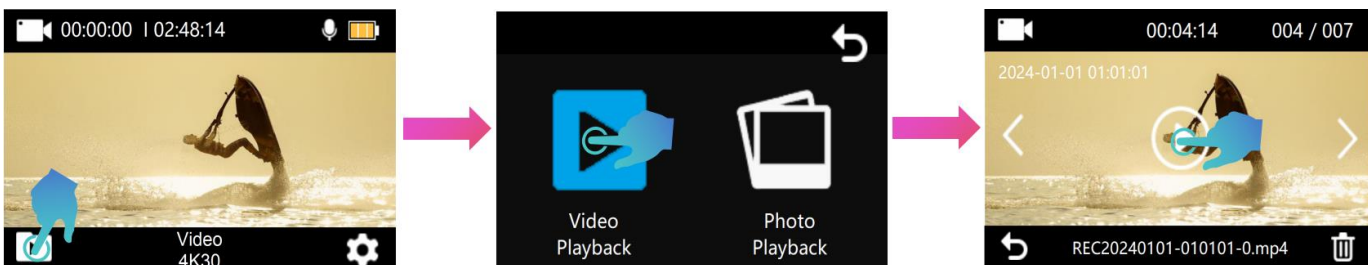 00:00:00 I 02:48:14
Video
4K30
Video
Playback
Photo
Playback
00:04:14 004 / 007
2024-01-01 01:01:01
REC20240101-010101-0.mp4